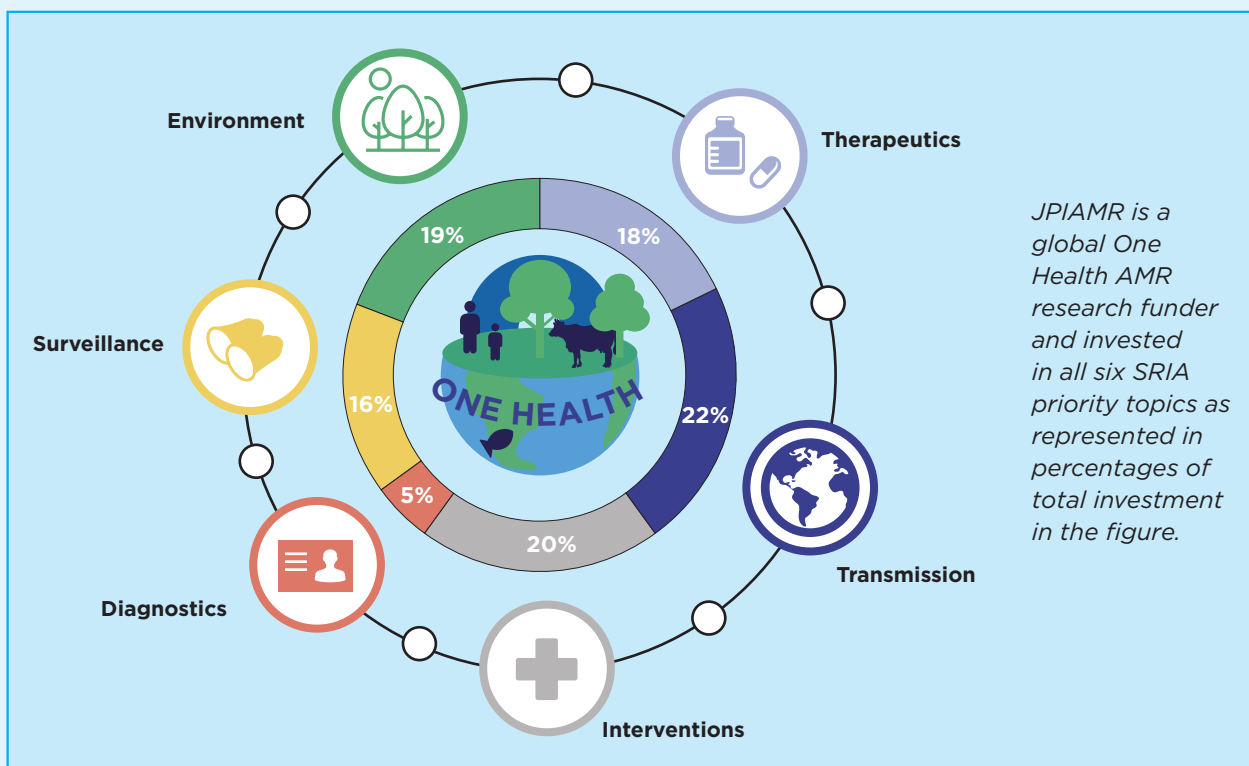 Environment
Therapeutics
19%
18%
JPIAMR is a
global One
Health AMR
research funder
and invested
in all six SRIA
priority topics as
represented in
percentages of
total investment
in the figure.
Surveillance
16%
ONE HEALTH
22%
5%
20%
Diagnostics
Transmission
Interventions